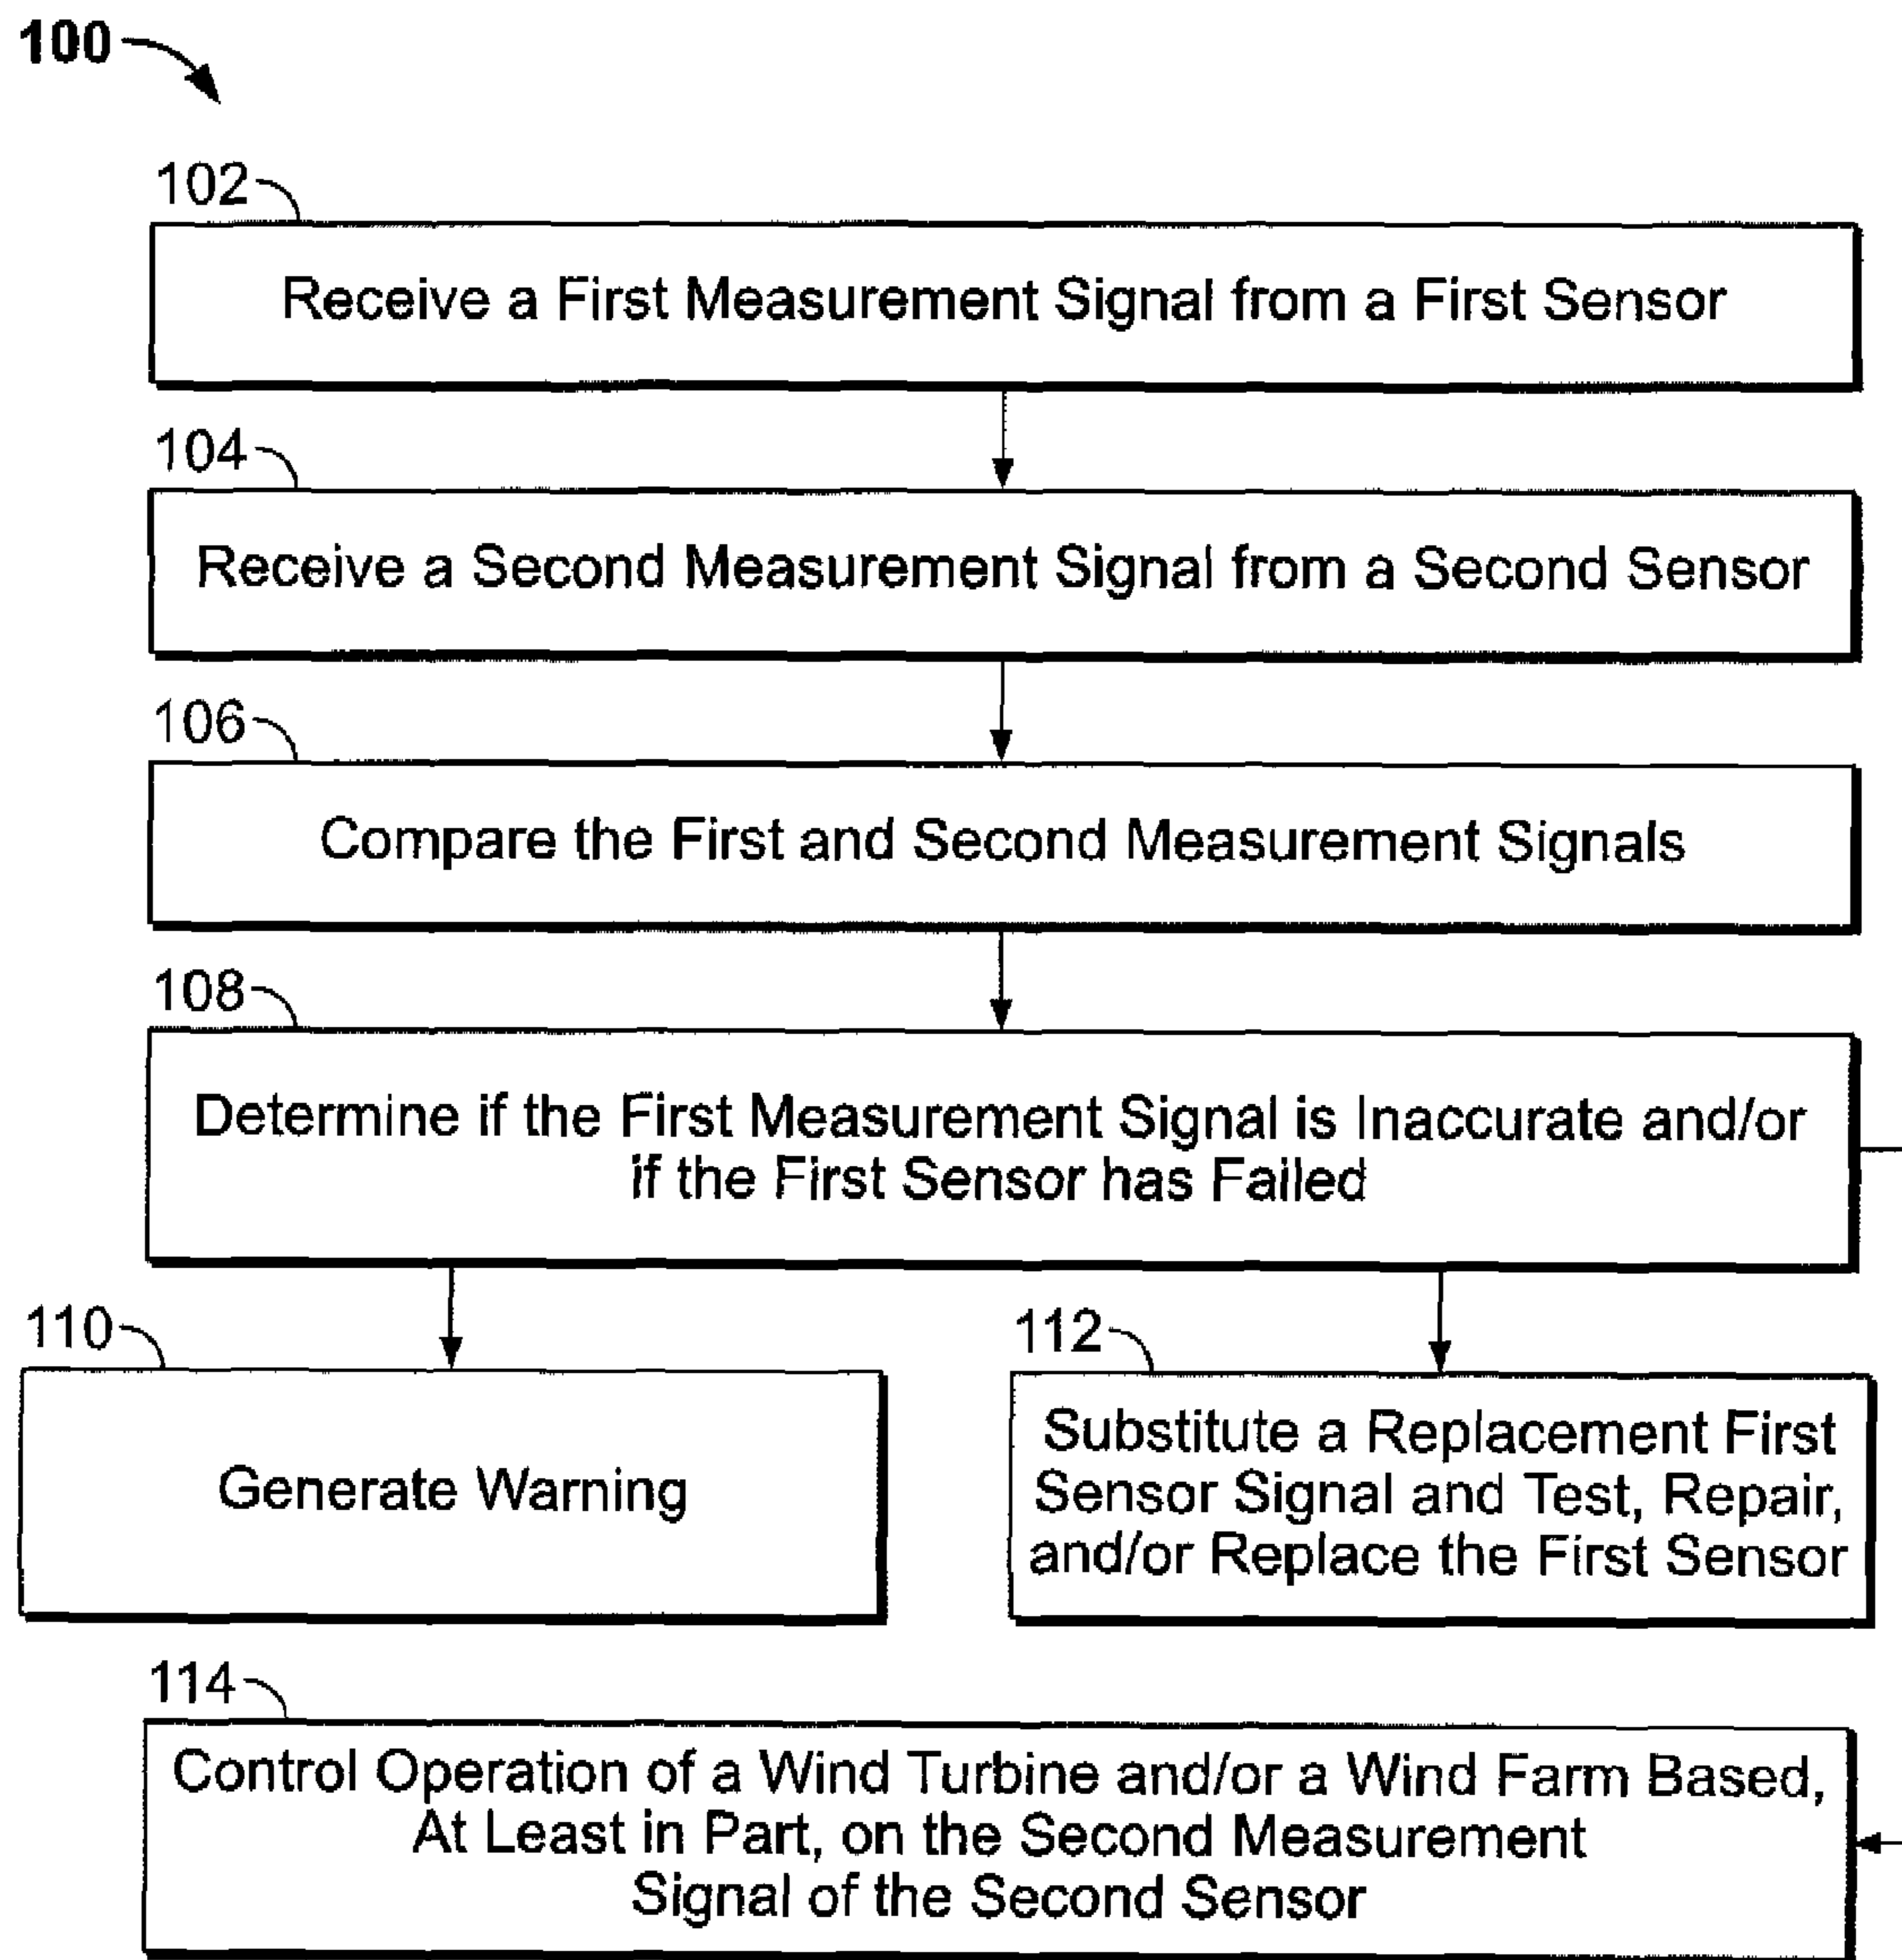 100
102
Receive a First Measurement Signal from a First Sensor
104
Receive a Second Measurement Signal from a Second Sensor
106
Compare the First and Second Measurement Signals
108
Determine if the First Measurement Signal is Inaccurate and/or
if the First Sensor has Failed
110
Generate Warning
112
Substitute a Replacement First
Sensor Signal and Test, Repair,
and/or Replace the First Sensor
114
Control Operation of a Wind Turbine and/or a Wind Farm Based,
At Least in Part, on the Second Measurement
Signal of the Second Sensor